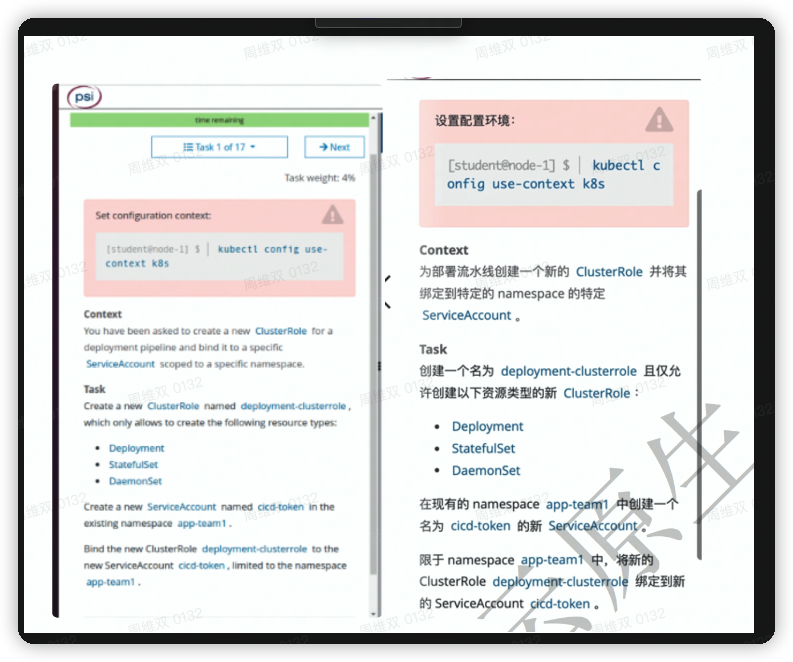 psi
time remaining
Task 1 of 17
Next
Task weight: 4%
Set configuration context:
[student@node-1] $ | kubectl config use-
context k8s
Context
You have been asked to create a new ClusterRole for a
deployment pipeline and bind it to a specific
ServiceAccount scoped to a specific namespace.
Task
Create a new ClusterRole named deployment-clusterrole ,
which only allows to create the following resource types:
• Deployment
• StatefulSet
• DaemonSet
Create a new ServiceAccount named cicd-token in the
existing namespace app-team1 .
Bind the new ClusterRole deployment-clusterrole to the
new ServiceAccount cicd-token , limited to the namespace
app-team1 .
设置配置环境：
[student@node-1] $ | kubectl c
onfig use-context k8s
Context
为部署流水线创建一个新的 ClusterRole 并将其
绑定到特定的 namespace 的特定
ServiceAccount 。
Task
创建一个名为 deployment-clusterrole 且仅允
许创建以下资源类型的新 ClusterRole ：
• Deployment
• StatefulSet
• DaemonSet
在现有的 namespace app-team1 中创建一个
名为 cicd-token 的新 ServiceAccount 。
限于 namespace app-team1 中，将新的
ClusterRole deployment-clusterrole 绑定到新
的 ServiceAccount cicd-token 。
云原生
周维双 0132